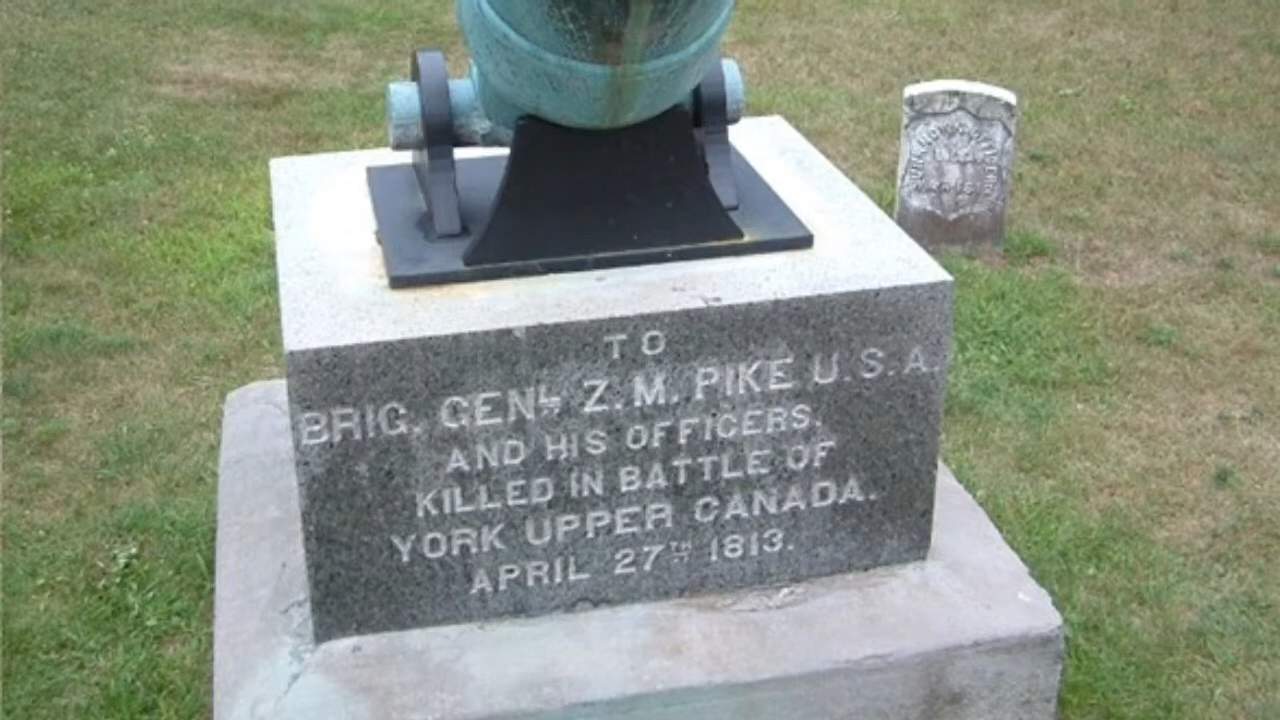 TO
BRIG. GENL Z. M. PIKE U.S.A.
AND HIS OFFICERS,
KILLED IN BATTLE OF
YORK UPPER CANADA.
APRIL 27TH 1813.